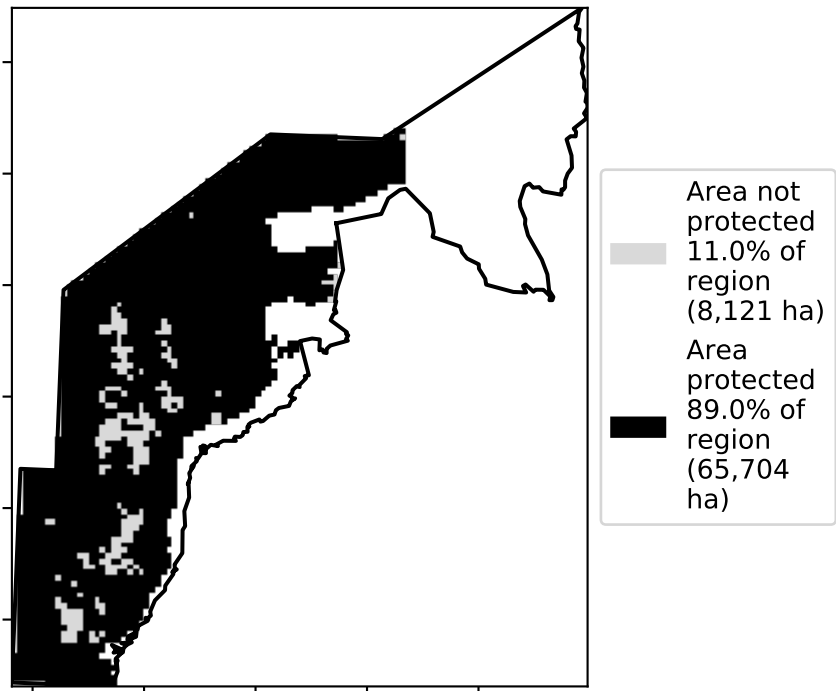 Area not
protected
11.0% of
region
(8,121 ha)
Area
protected
89.0% of
region
(65,704
ha)